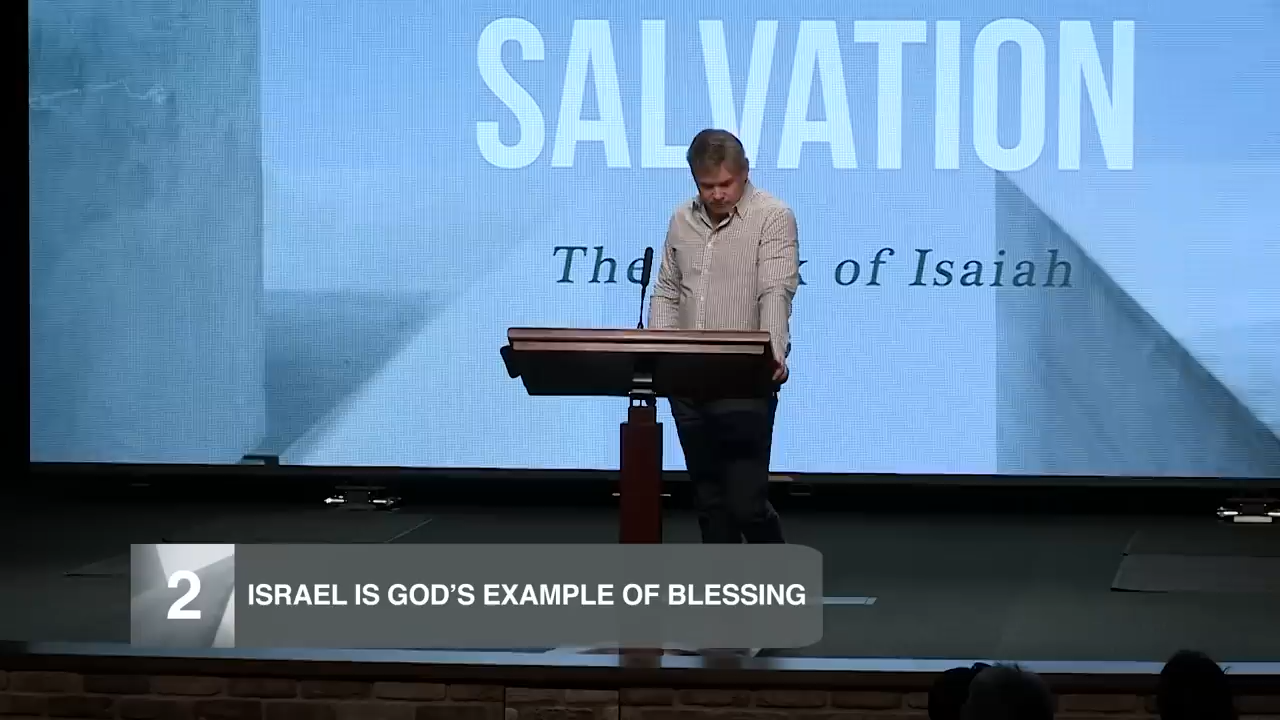 SALVATION
The of Isaiah
2
ISRAEL IS GOD'S EXAMPLE OF BLESSING